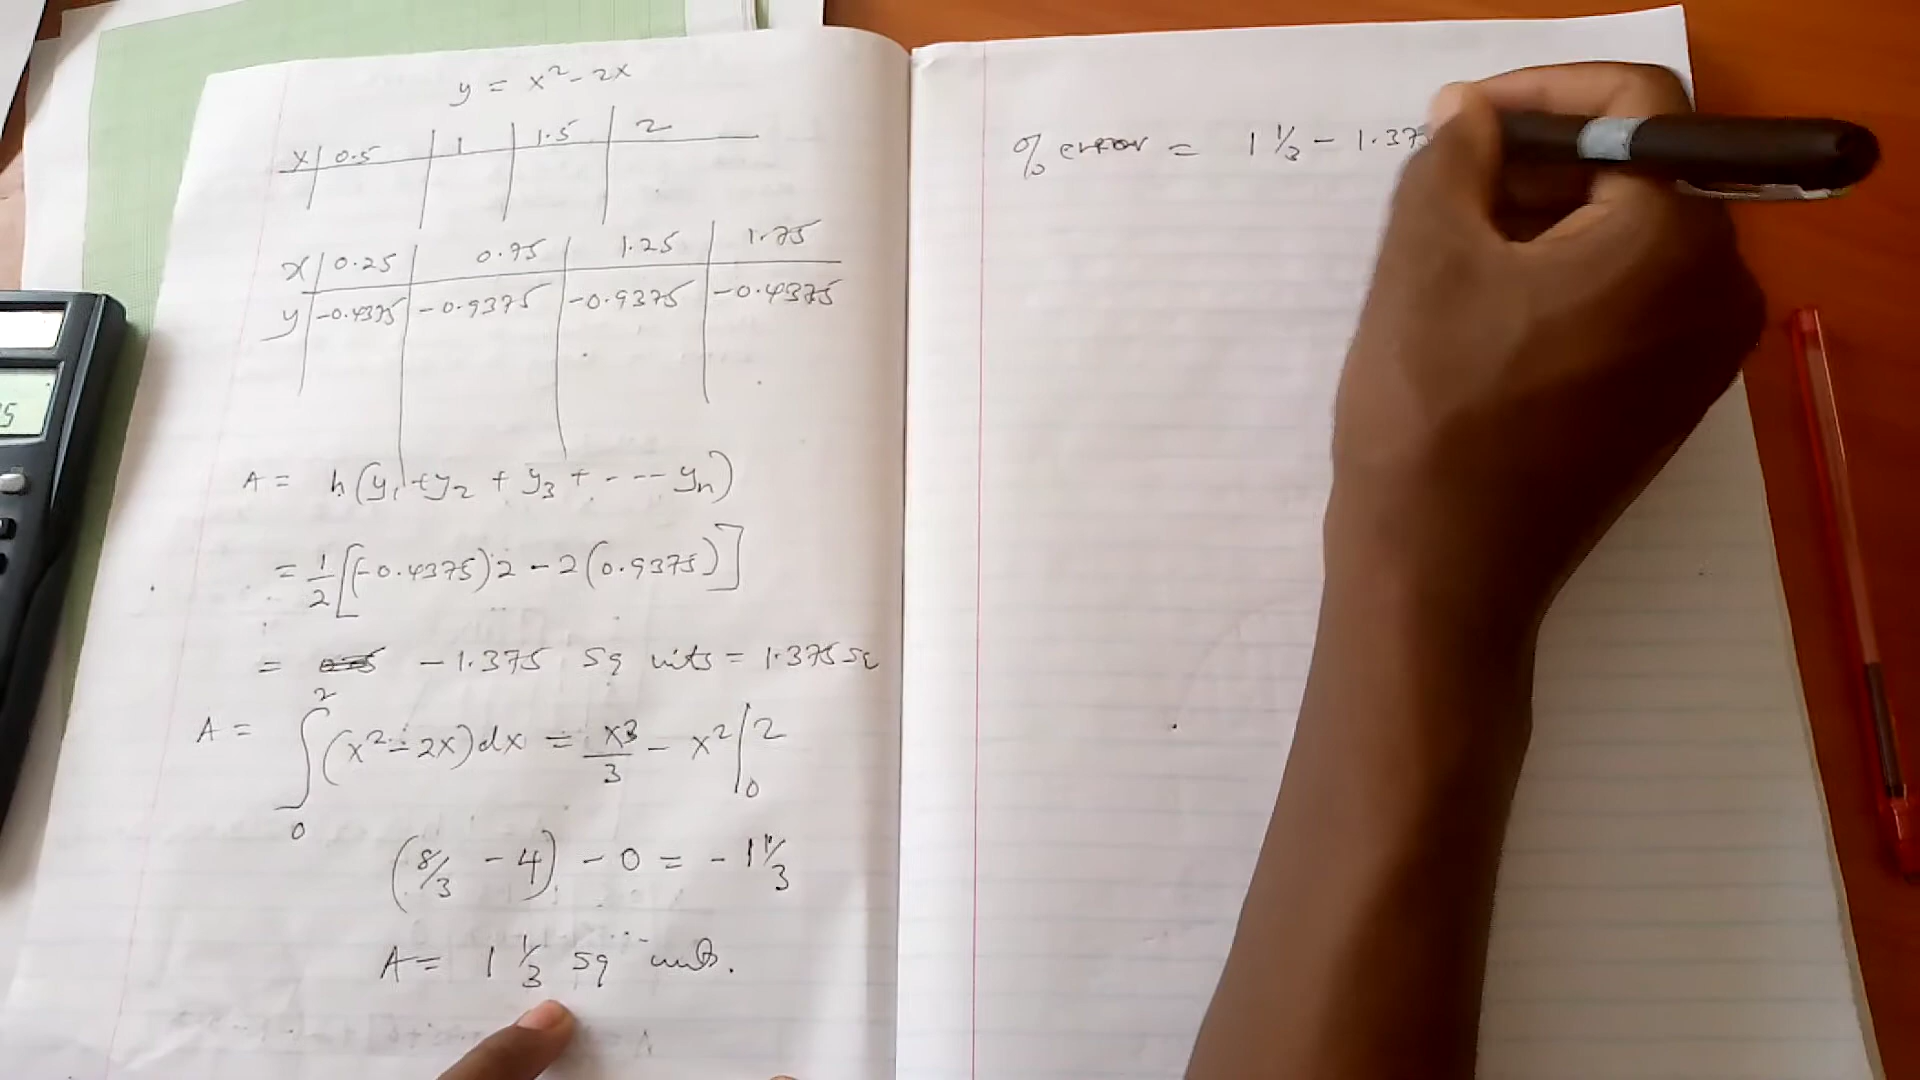 y = x² - 2x
x 0.5 1 1.5 2
x 0.25 0.75 1.25 1.75
y -0.4375 -0.9375 -0.9375 -0.4375
A = h(y₁ + y₂ + y₃ + - - - yn)
= 1/2 [(-0.4375)2 - 2(0.9375)]
= - 1.375 sq units = 1.375 sq
A = ∫₀² (x² - 2x)dx = x3/3 - x² |₀²
(8/3 - 4) - 0 = - 1 1/3
A = 1 1/3 sq units.
% error = 1 1/3 - 1.375
5